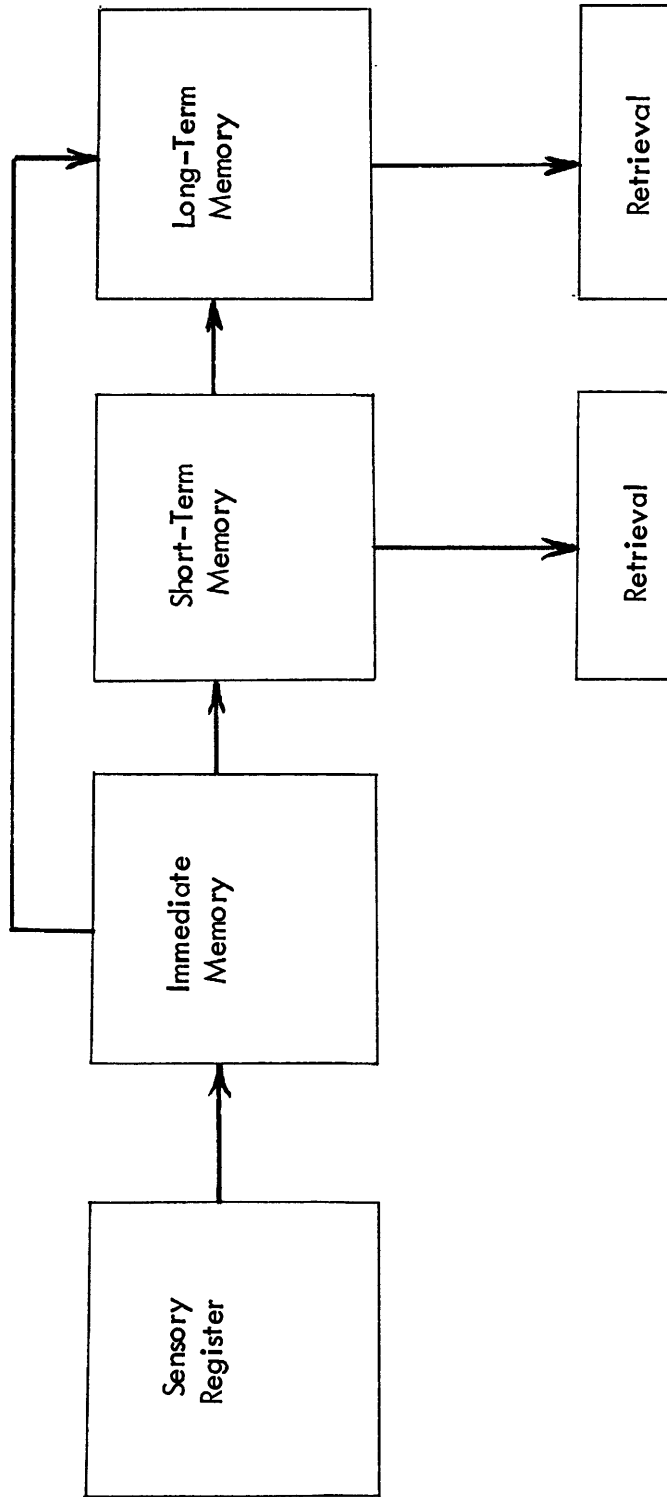 Sensory
Register
Immediate
Memory
Short-Term
Memory
Long-Term
Memory
Retrieval
Retrieval